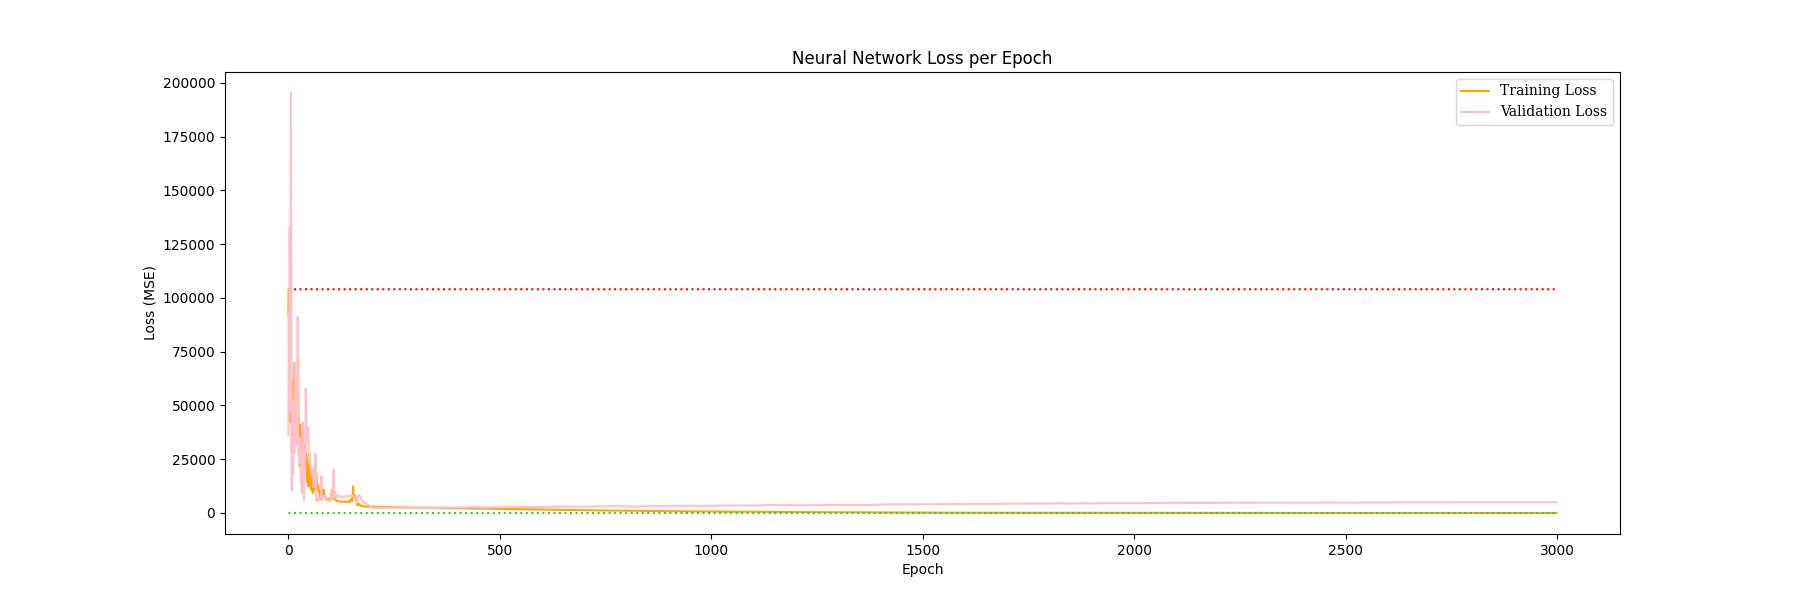 Neural Network Loss per Epoch
200000
175000
150000
125000
100000
75000
50000
25000
0
Loss (MSE)
Training Loss
Validation Loss
0 500 1000 1500 2000 2500 3000
Epoch